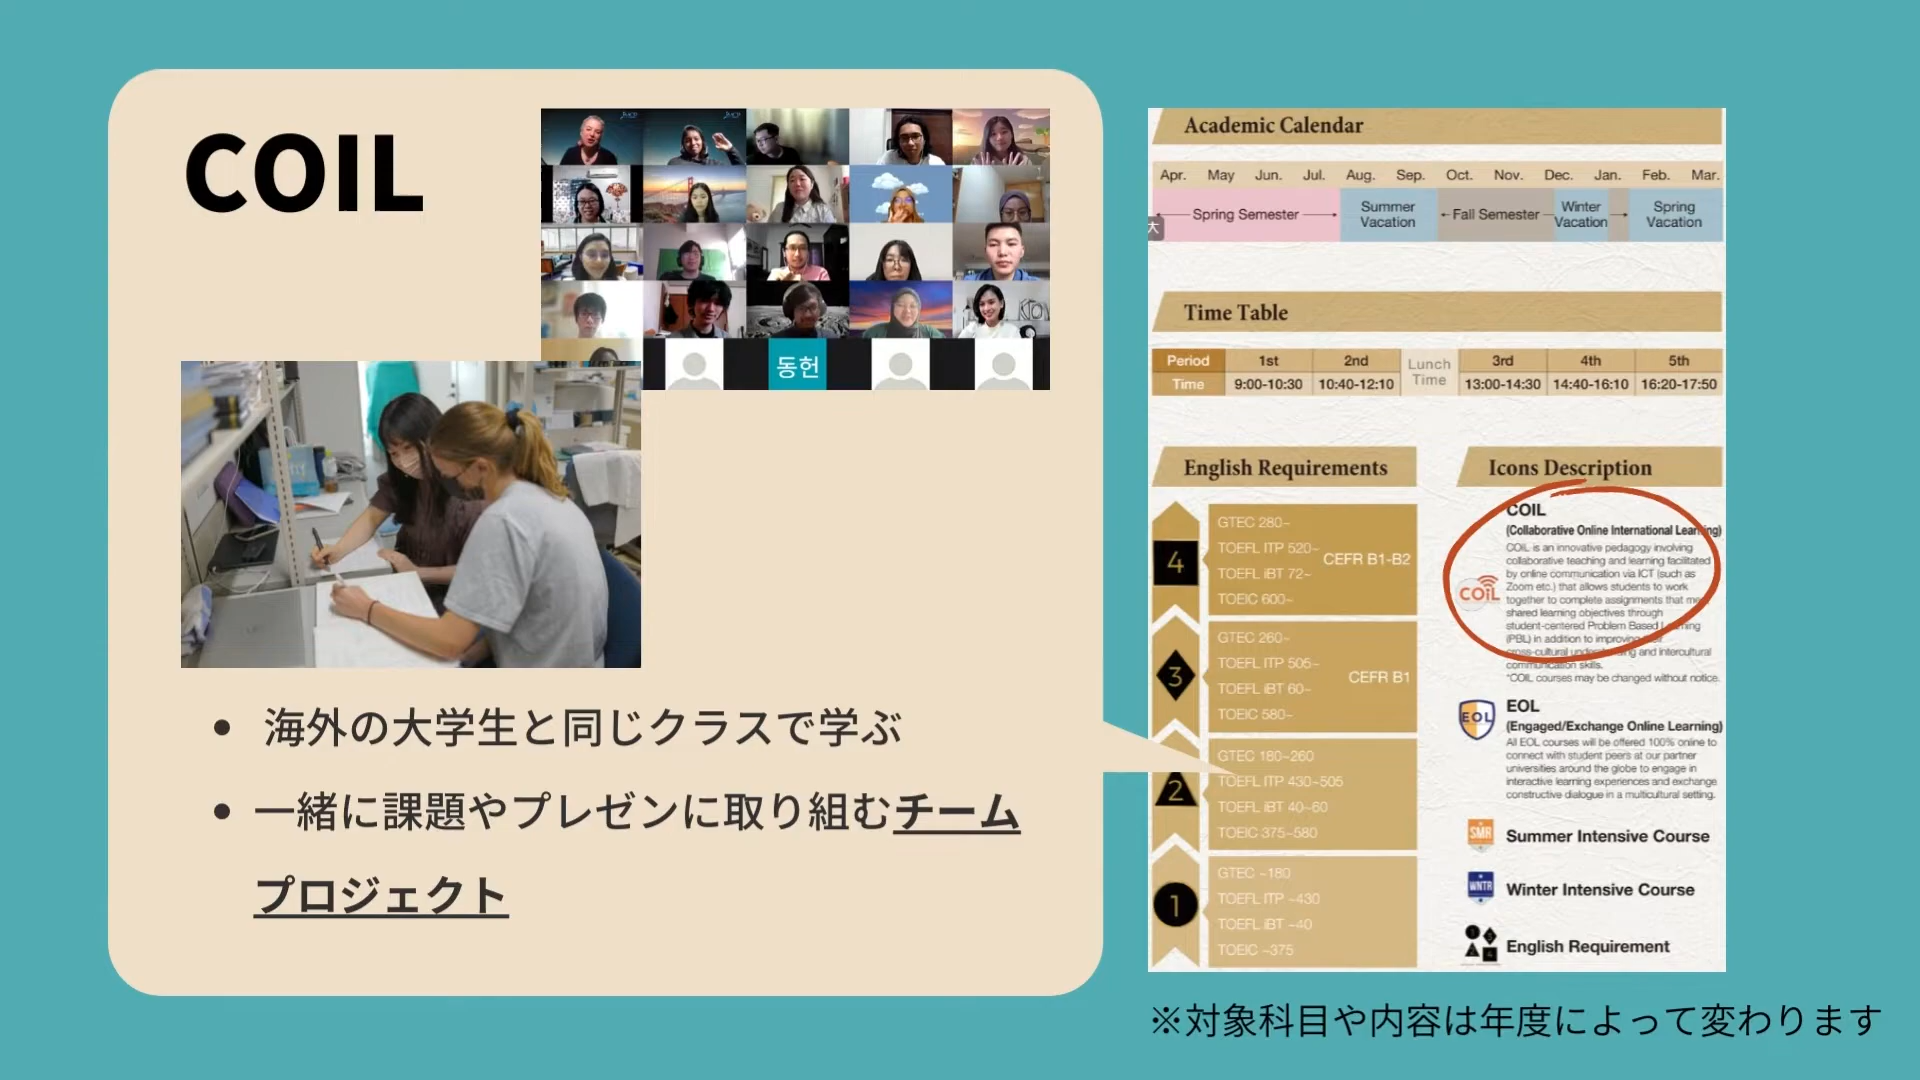 COIL
동헌
海外の大学生と同じクラスで学ぶ
一緒に課題やプレゼンに取り組むチーム
プロジェクト
Academic Calendar
Apr. May Jun. Jul. Aug. Sep. Oct. Nov. Dec. Jan. Feb. Mar.
Spring Semester
Summer
Vacation
Fall Semester
Winter
Vacation
Spring
Vacation
大
Time Table
Period 1st 2nd Lunch Time 3rd 4th 5th
Time 9:00-10:30 10:40-12:10 13:00-14:30 14:40-16:10 16:20-17:50
English Requirements
4
GTEC 280~
TOEFL ITP 520~
TOEFL iBT 72~
TOEIC 600~
CEFR B1-B2
3
GTEC 260~
TOEFL ITP 505~
TOEFL iBT 60~
TOEIC 580~
CEFR B1
2
GTEC 180~260
TOEFL ITP 430~505
TOEFL iBT 40~60
TOEIC 375~580
1
GTEC ~180
TOEFL ITP ~430
TOEFL iBT ~40
TOEIC ~375
Icons Description
COIL
COIL
(Collaborative Online International Learning)
COIL is an innovative pedagogy involving
collaborative teaching and learning facilitated
by online communication via ICT (such as
Zoom etc.) that allows students to work
together to complete assignments that
shared learning objectives through
student-centered Problem Based Learning
(PBL) in addition to improving
cross-cultural understanding and intercultural
communication skills.
*COIL courses may be changed without notice.
EOL
EOL
(Engaged/Exchange Online Learning)
All EOL courses will be offered 100% online to
connect with student peers at our partner
universities around the globe to engage in
interactive learning experiences and exchange
constructive dialogue in a multicultural setting.
SMR
Summer Intensive Course
WNTR
Winter Intensive Course
English Requirement
※対象科目や内容は年度によって変わります